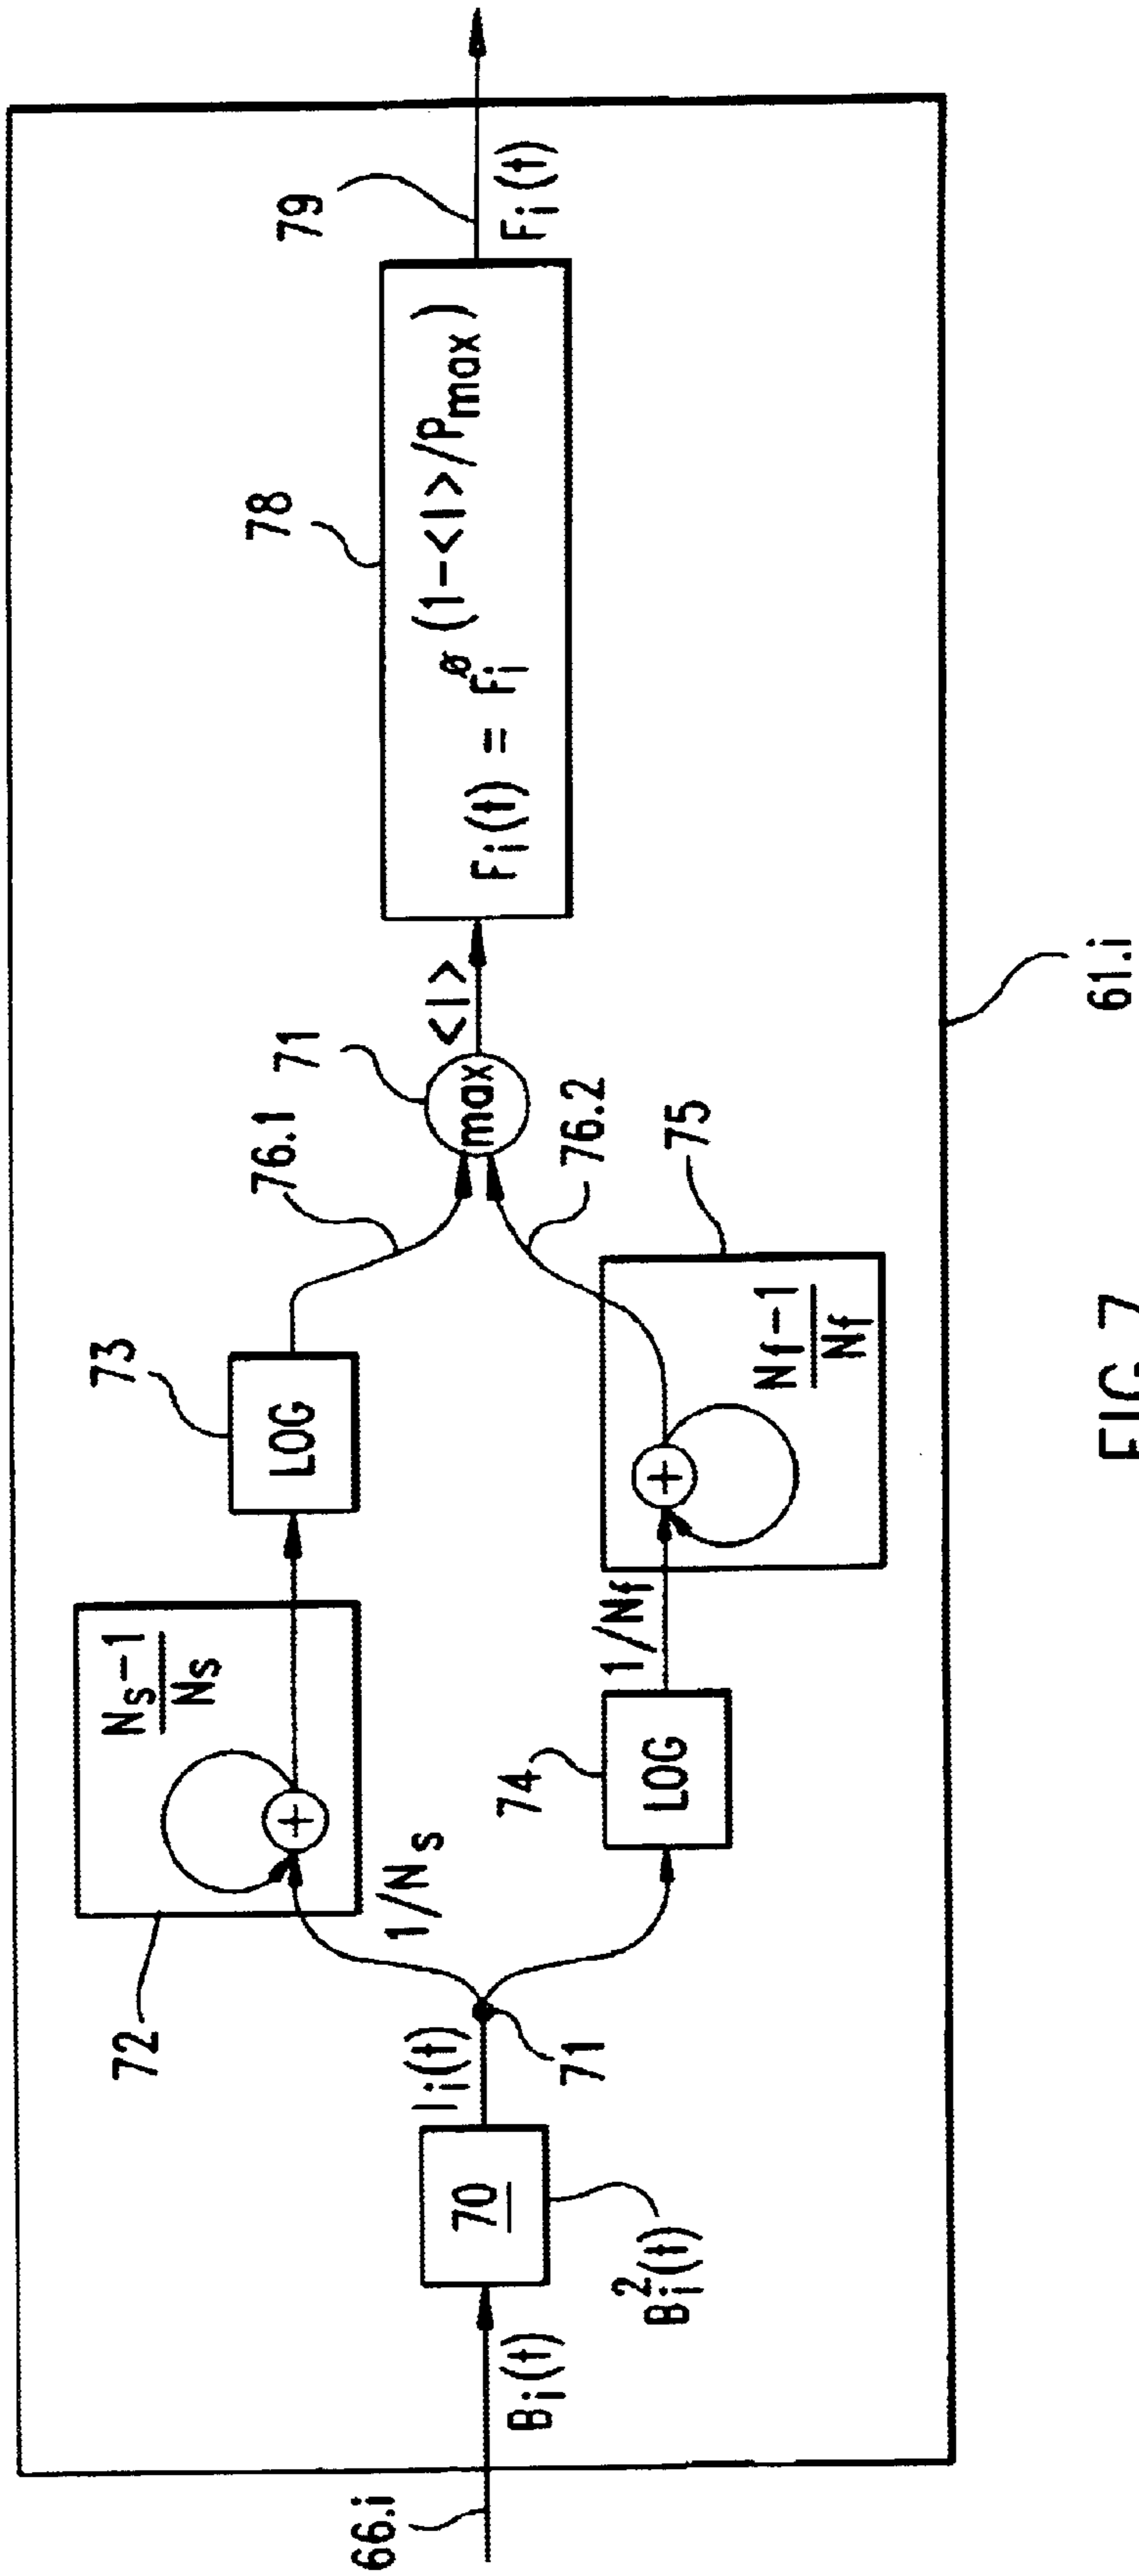 66.i
B_i(t)
70
B_i^2(t)
I_i(t)
71
72
N_s-1
N_s
1/N_s
73
LOG
74
LOG
1/N_f
75
N_f-1
N_f
76.1
76.2
71
max
<I>
78
F_i(t) = F_i^ø (1-<I>/P_max)
79
F_i(t)
61.i
FIG. 7